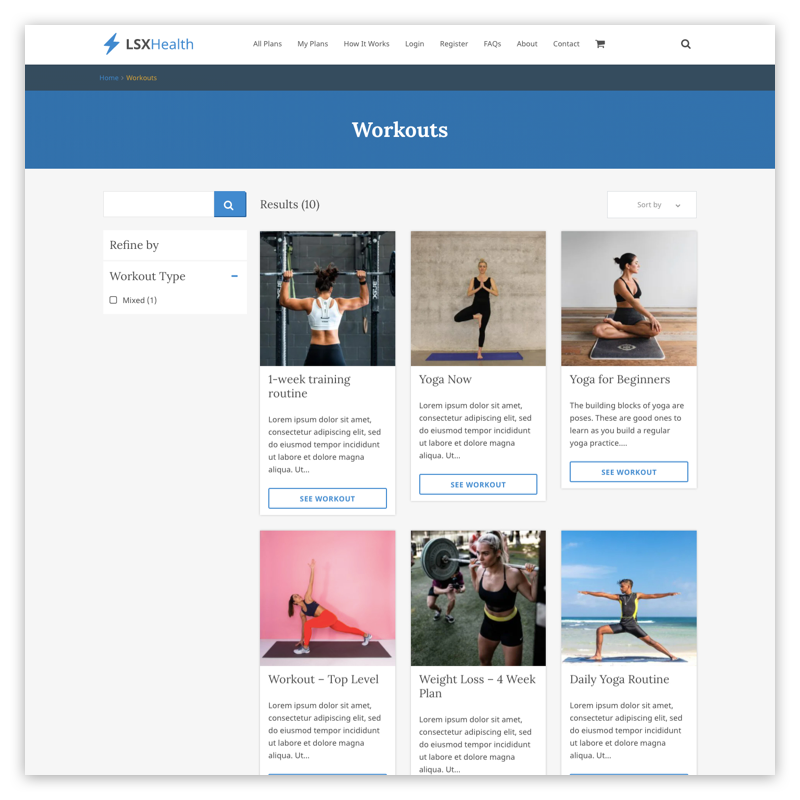 LSXHealth
All Plans My Plans How It Works Login Register FAQs About Contact
Home › Workouts
Workouts
Results (10)
Sort by
Refine by
Workout Type
Mixed (1)
1-week training
routine
Lorem ipsum dolor sit amet,
consectetur adipiscing elit, sed
do eiusmod tempor incididunt
ut labore et dolore magna
aliqua. Ut...
SEE WORKOUT
Yoga Now
Lorem ipsum dolor sit amet,
consectetur adipiscing elit, sed
do eiusmod tempor incididunt
ut labore et dolore magna
aliqua. Ut...
SEE WORKOUT
Yoga for Beginners
The building blocks of yoga are
poses. These are good ones to
learn as you build a regular
yoga practice....
SEE WORKOUT
Workout – Top Level
Lorem ipsum dolor sit amet,
consectetur adipiscing elit, sed
do eiusmod tempor incididunt
ut labore et dolore magna
aliqua. Ut...
Weight Loss – 4 Week
Plan
Lorem ipsum dolor sit amet,
consectetur adipiscing elit, sed
do eiusmod tempor incididunt
ut labore et dolore magna
aliqua. Ut...
Daily Yoga Routine
Lorem ipsum dolor sit amet,
consectetur adipiscing elit, sed
do eiusmod tempor incididunt
ut labore et dolore magna
aliqua. Ut...